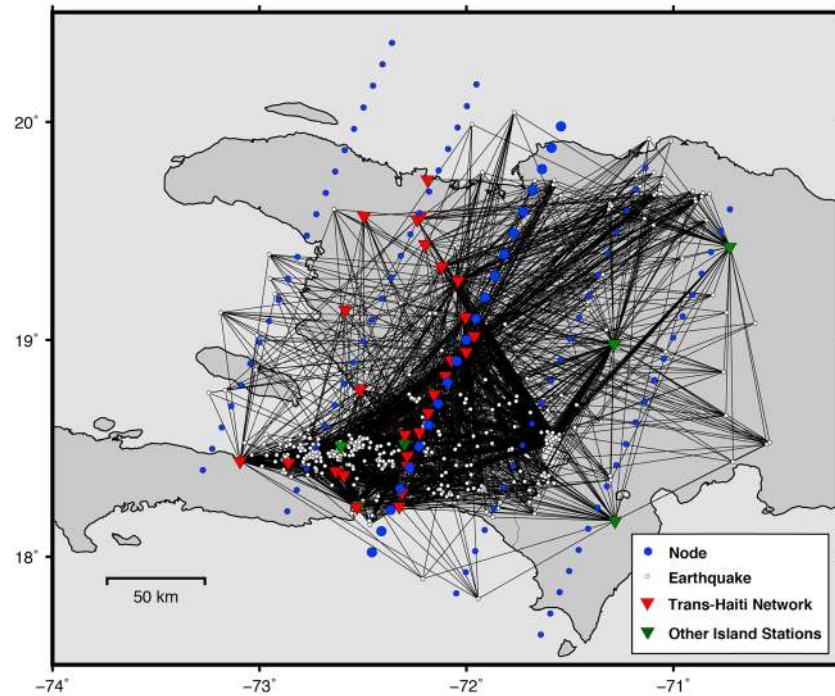 20˚
19˚
18˚
50 km
Node
Earthquake
Trans-Haiti Network
Other Island Stations
−74 −73 −72 −71